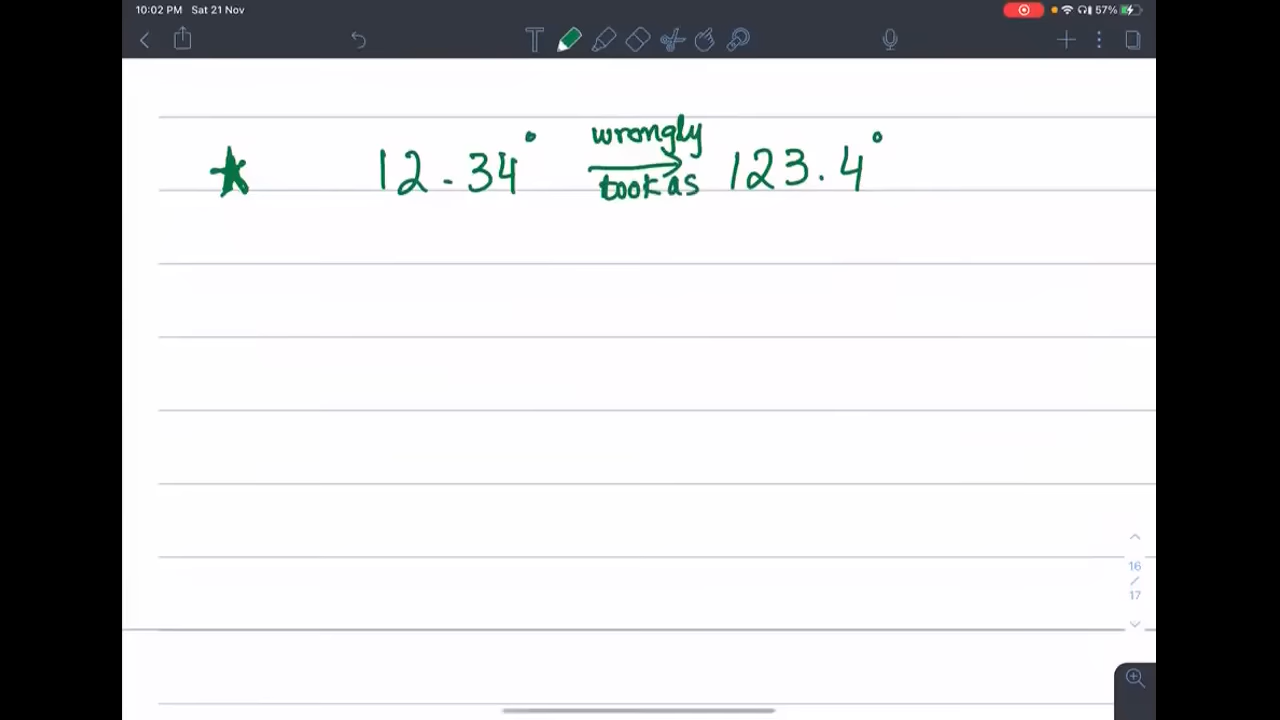 10:02 PM Sat 21 Nov 57%
T
★ 12.34° wrongly took as → 123.4°
16
/
17